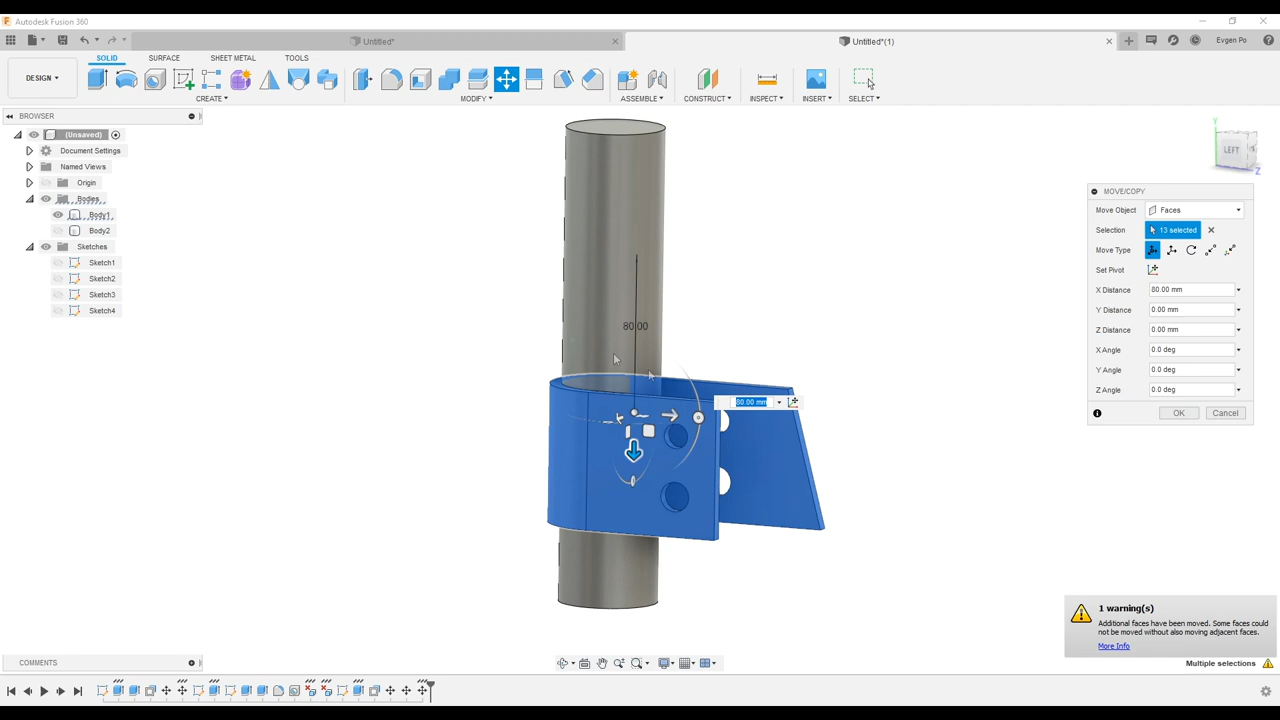 Autodesk Fusion 360
Untitled*
Untitled*(1)
Evgen Po
SOLID
SURFACE
SHEET METAL
TOOLS
DESIGN
CREATE
MODIFY
ASSEMBLE
CONSTRUCT
INSPECT
INSERT
SELECT
BROWSER
(Unsaved)
Document Settings
Named Views
Origin
Bodies
Body1
Body2
Sketches
Sketch1
Sketch2
Sketch3
Sketch4
80.00
80.00 mm
Y
LEFT
Z
MOVE/COPY
Move Object Faces
Selection 13 selected
Move Type
Set Pivot
X Distance 80.00 mm
Y Distance 0.00 mm
Z Distance 0.00 mm
X Angle 0.0 deg
Y Angle 0.0 deg
Z Angle 0.0 deg
OK Cancel
1 warning(s)
Additional faces have been moved. Some faces could
not be moved without also moving adjacent faces.
More Info
Multiple selections
COMMENTS